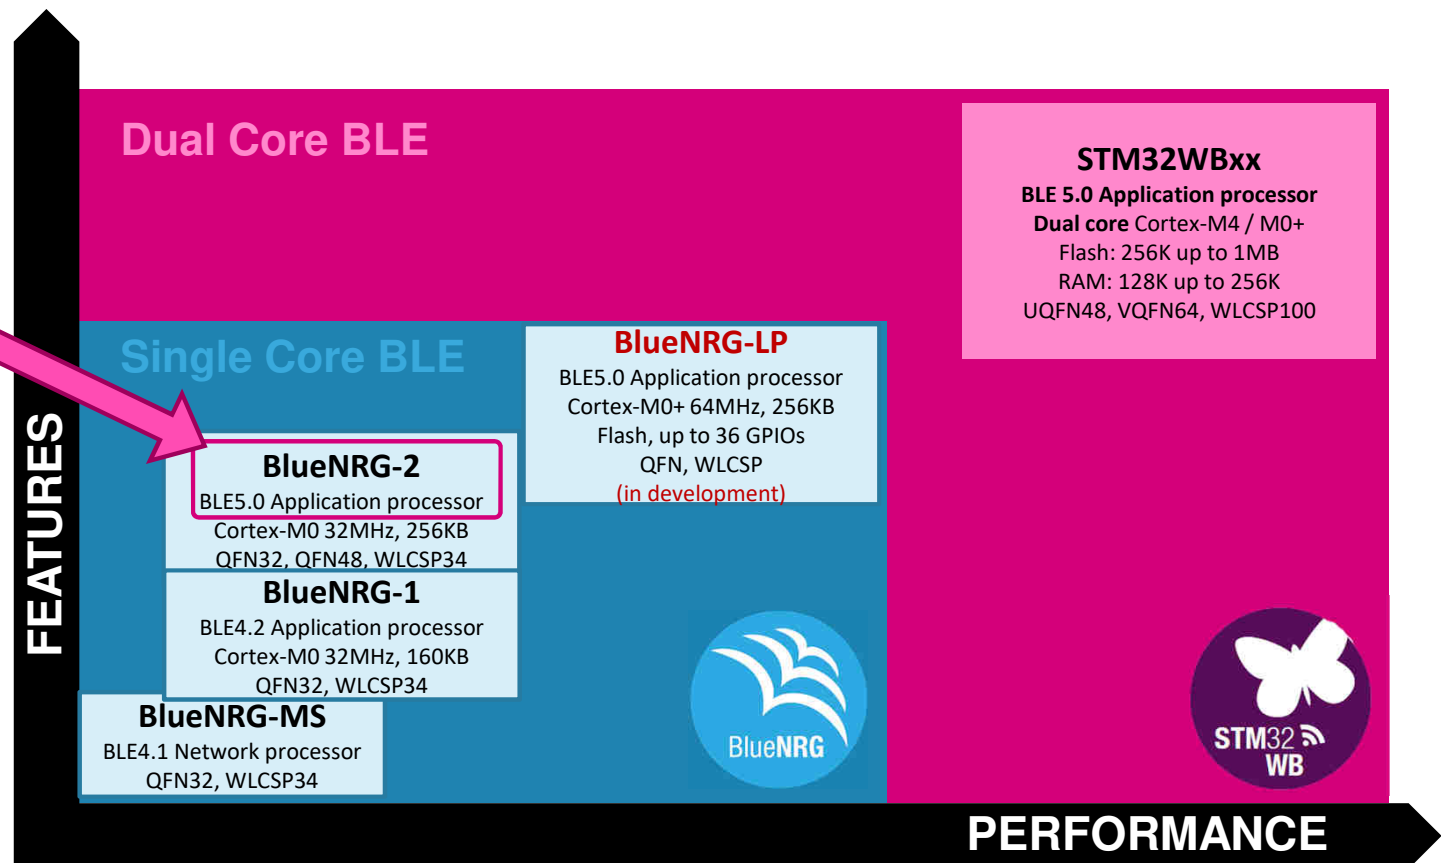 Dual Core BLE
STM32WBxx
BLE 5.0 Application processor
Dual core Cortex-M4 / M0+
Flash: 256K up to 1MB
RAM: 128K up to 256K
UQFN48, VQFN64, WLCSP100
Single Core BLE
BlueNRG-LP
BLE5.0 Application processor
Cortex-M0+ 64MHz, 256KB
Flash, up to 36 GPIOs
QFN, WLCSP
(in development)
BlueNRG-2
BLE5.0 Application processor
Cortex-M0 32MHz, 256KB
QFN32, QFN48, WLCSP34
BlueNRG-1
BLE4.2 Application processor
Cortex-M0 32MHz, 160KB
QFN32, WLCSP34
BlueNRG-MS
BLE4.1 Network processor
QFN32, WLCSP34
BlueNRG
STM32
WB
FEATURES
PERFORMANCE